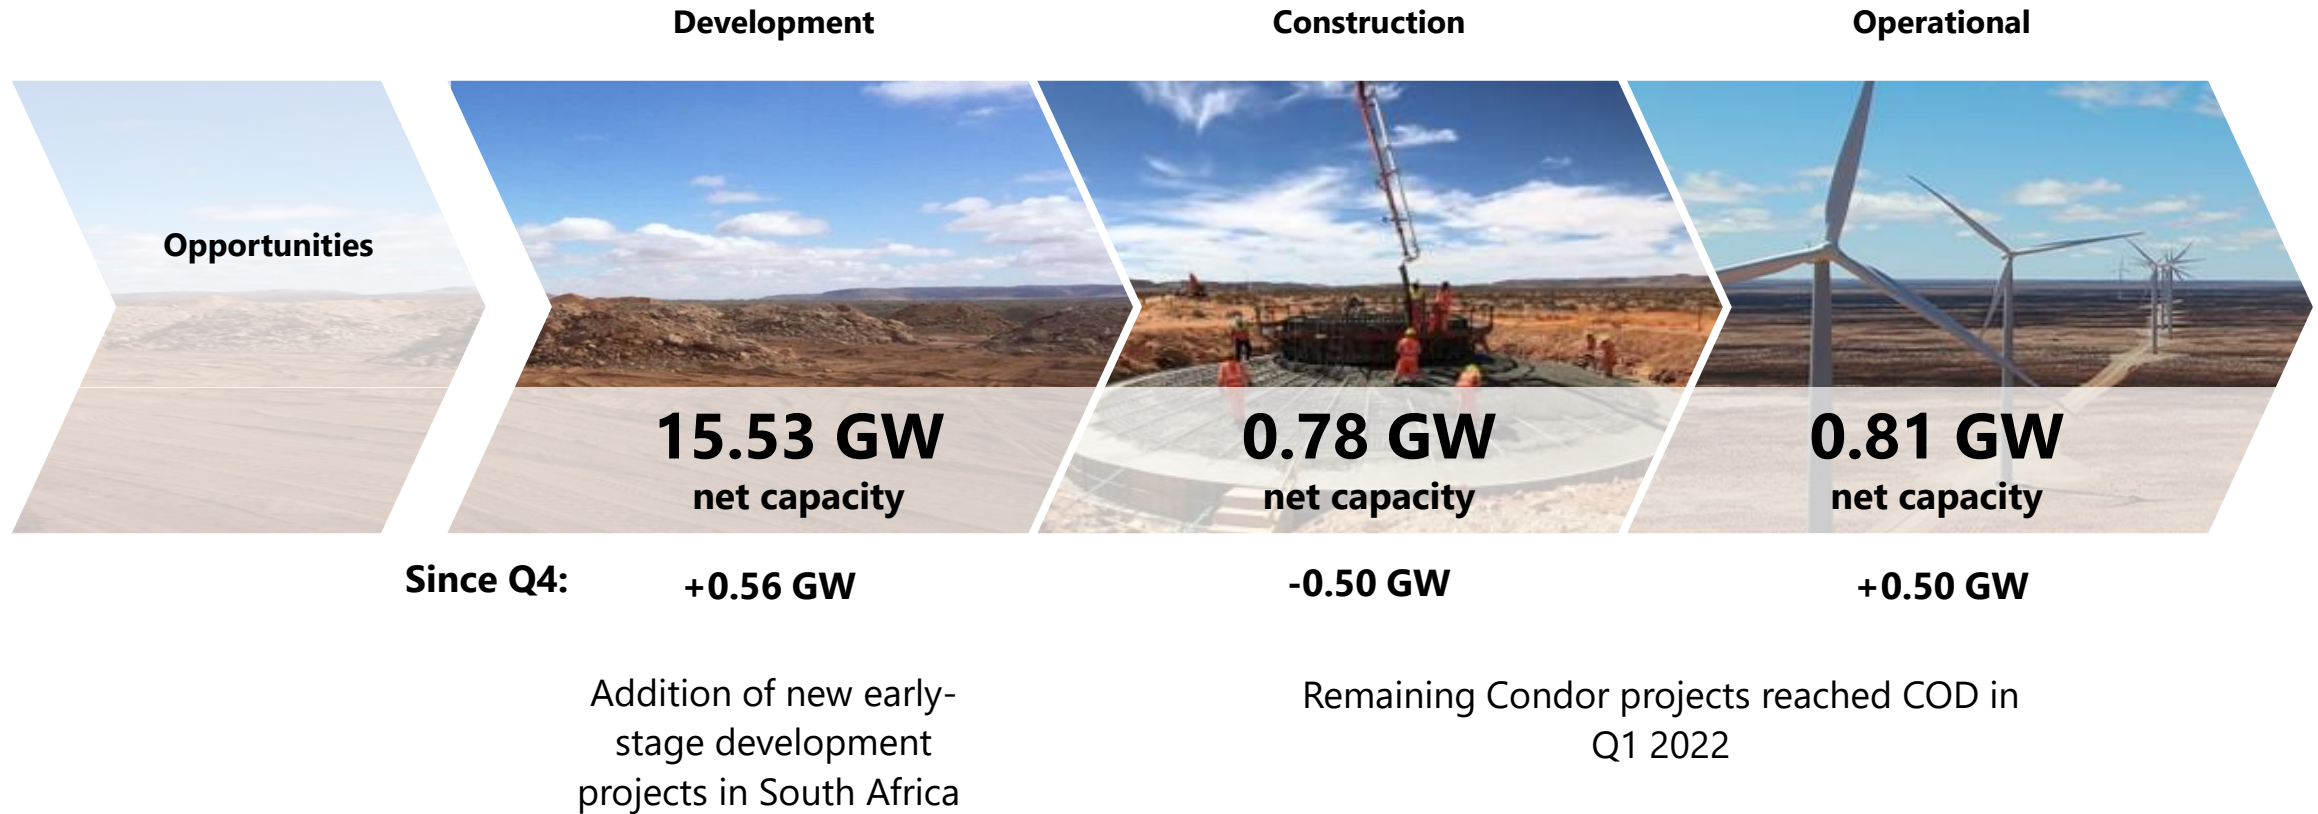 Development
Construction
Operational
Opportunities
15.53 GW
net capacity
0.78 GW
net capacity
0.81 GW
net capacity
Since Q4:
+0.56 GW
-0.50 GW
+0.50 GW
Addition of new early-
stage development
projects in South Africa
Remaining Condor projects reached COD in
Q1 2022